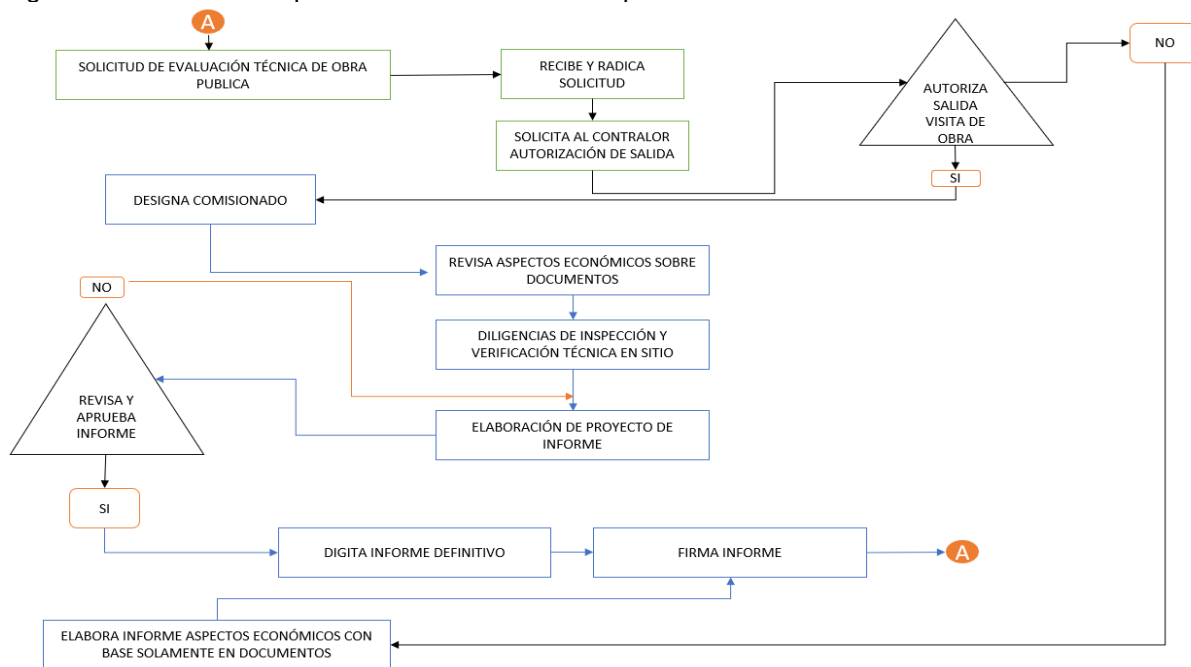 A
SOLICITUD DE EVALUACIÓN TÉCNICA DE OBRA
PUBLICA
RECIBE Y RADICA
SOLICITUD
NO
AUTORIZA
SALIDA
VISITA DE
OBRA
SOLICITA AL CONTRALOR
AUTORIZACIÓN DE SALIDA
SI
DESIGNA COMISIONADO
REVISA ASPECTOS ECONÓMICOS SOBRE
DOCUMENTOS
NO
DILIGENCIAS DE INSPECCIÓN Y
VERIFICACIÓN TÉCNICA EN SITIO
REVISA Y
APRUEBA
INFORME
ELABORACIÓN DE PROYECTO DE
INFORME
SI
DIGITA INFORME DEFINITIVO
FIRMA INFORME
A
ELABORA INFORME ASPECTOS ECONÓMICOS CON
BASE SOLAMENTE EN DOCUMENTOS